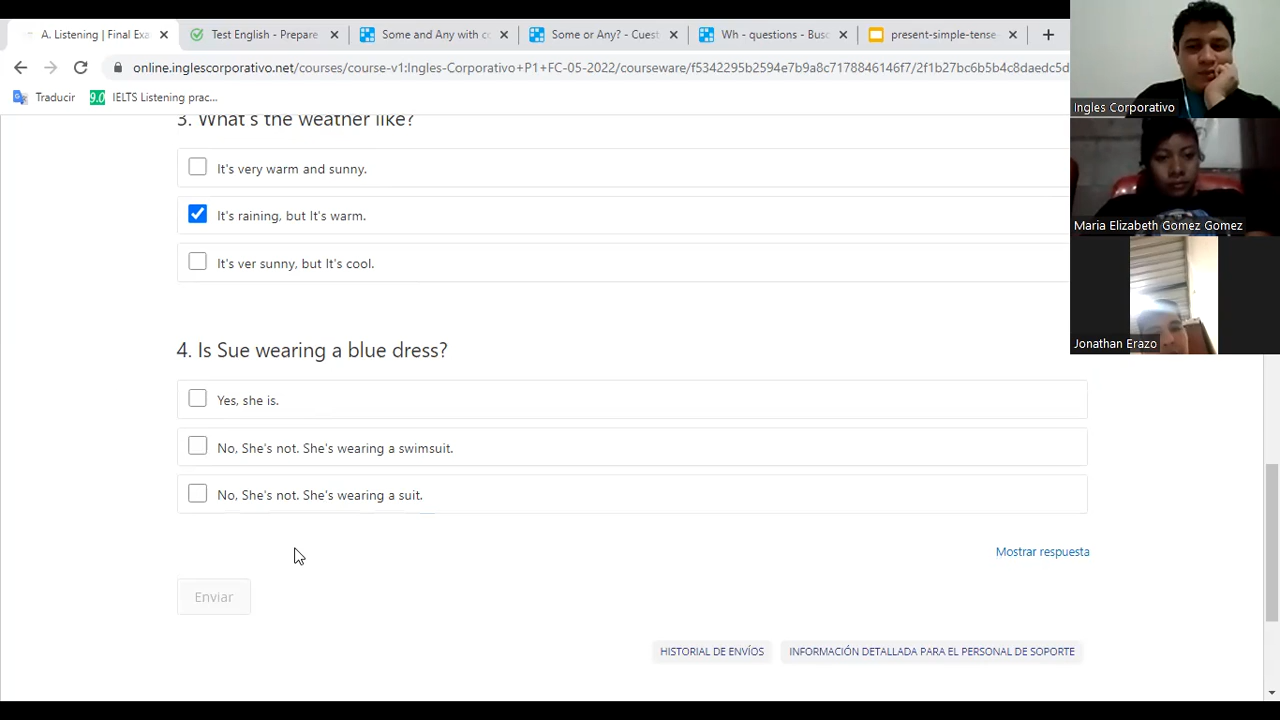 A. Listening | Final Exa
Test English - Prepare
Some and Any with co
Some or Any? - Cuest
Wh - questions - Busc
present-simple-tense
online.inglescorporativo.net/courses/course-v1:Ingles-Corporativo+P1+FC-05-2022/courseware/f5342295b2594e7b9a8c7178846146f7/2f1b27bc6b5b4c8daedc5d
Traducir
9.0 IELTS Listening prac...
3. What's the weather like?
It's very warm and sunny.
It's raining, but It's warm.
It's ver sunny, but It's cool.
4. Is Sue wearing a blue dress?
Yes, she is.
No, She's not. She's wearing a swimsuit.
No, She's not. She's wearing a suit.
Mostrar respuesta
Enviar
HISTORIAL DE ENVÍOS
INFORMACIÓN DETALLADA PARA EL PERSONAL DE SOPORTE
Ingles Corporativo
Maria Elizabeth Gomez Gomez
Jonathan Erazo